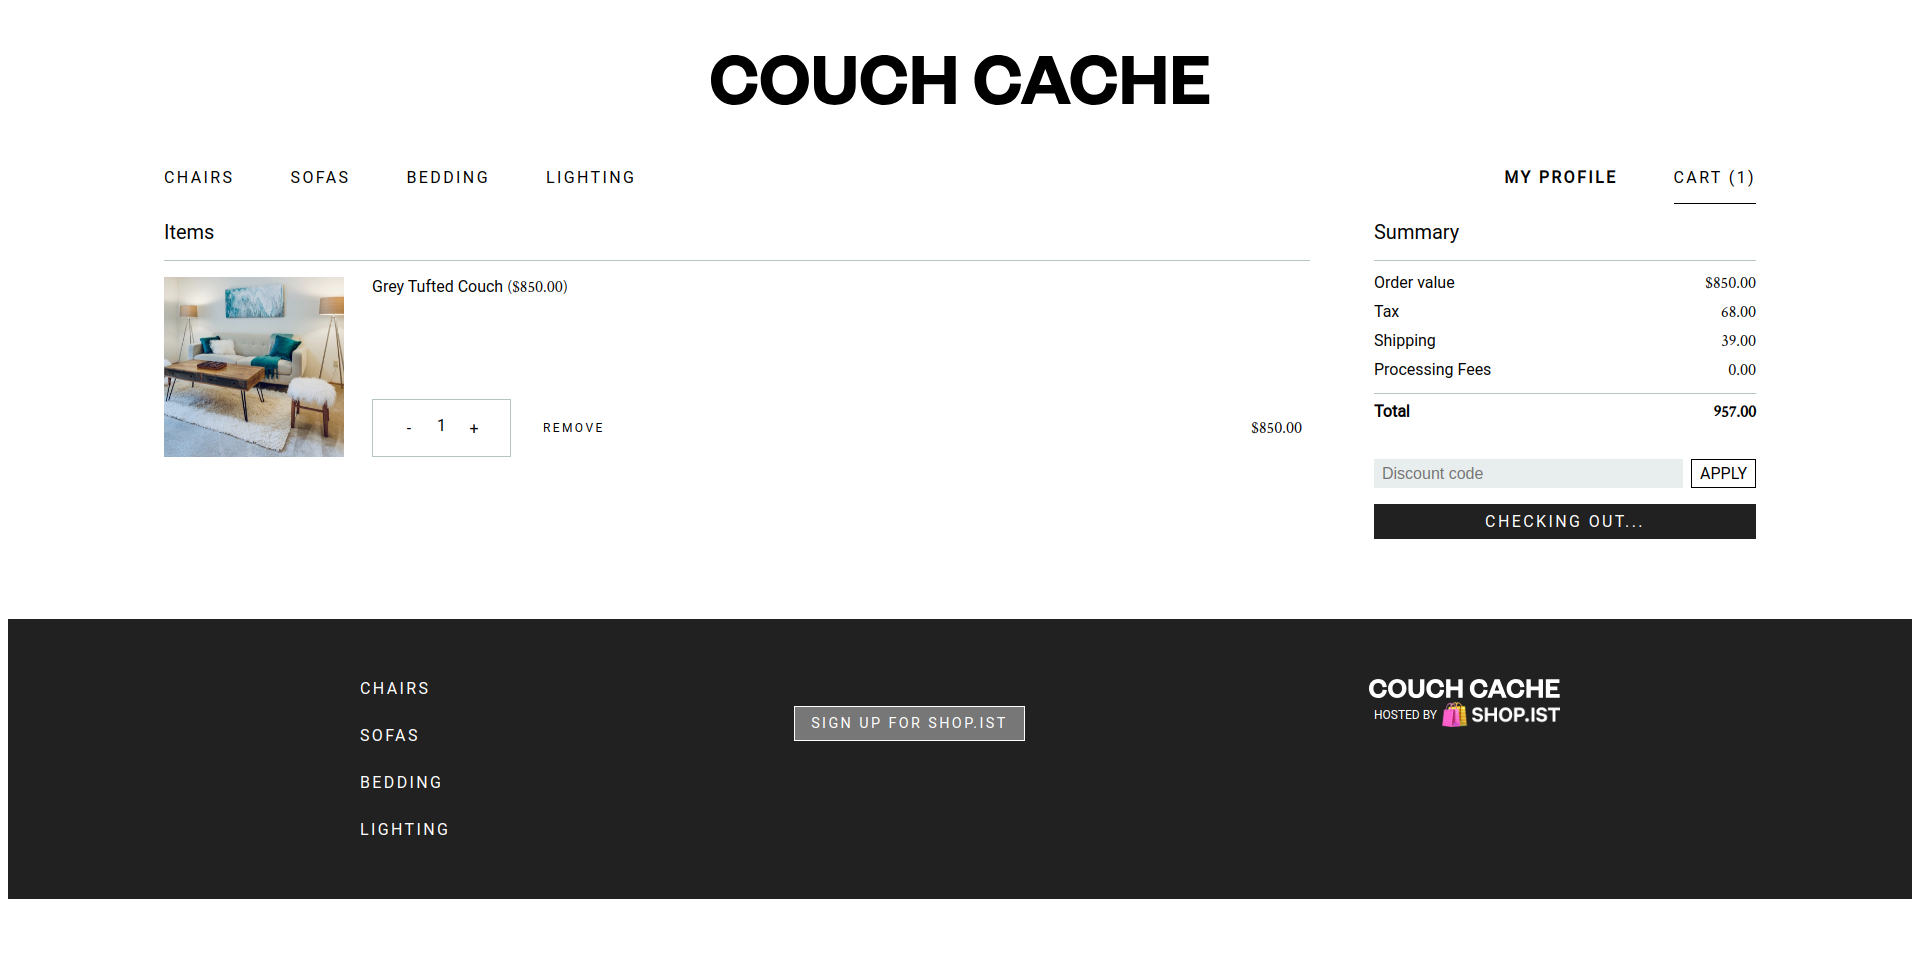 COUCH CACHE
CHAIRS SOFAS BEDDING LIGHTING MY PROFILE CART (1)
Items
Grey Tufted Couch ($850.00)
- 1 + REMOVE $850.00
Summary
Order value $850.00
Tax 68.00
Shipping 39.00
Processing Fees 0.00
Total 957.00
Discount code APPLY
CHECKING OUT...
CHAIRS
SOFAS
BEDDING
LIGHTING
SIGN UP FOR SHOP.IST
COUCH CACHE
HOSTED BY SHOP.IST